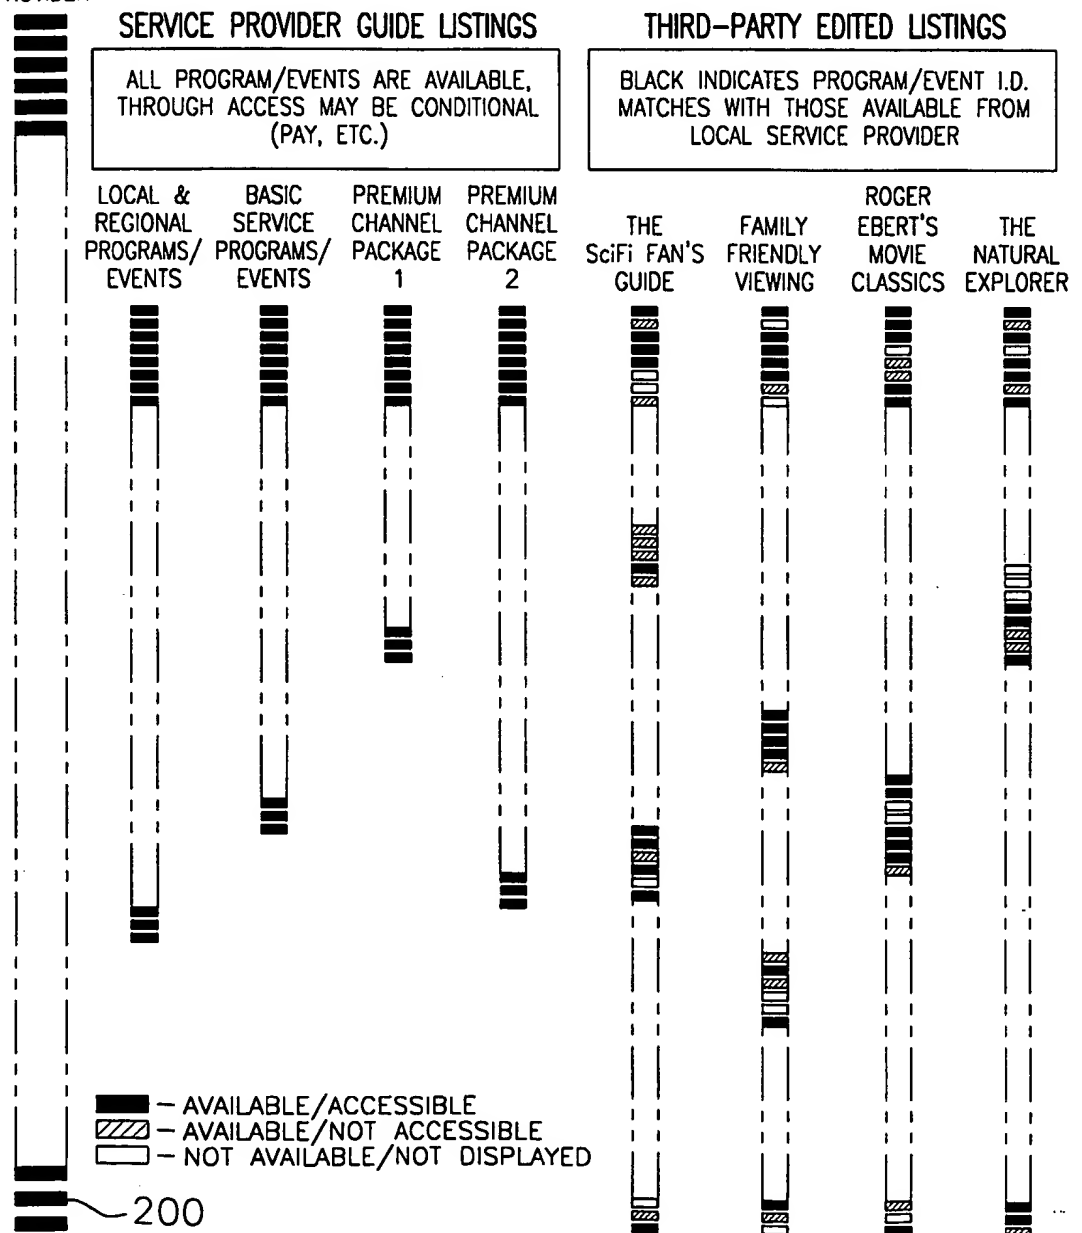 SERVICE PROVIDER GUIDE LISTINGS
ALL PROGRAM/EVENTS ARE AVAILABLE,
THROUGH ACCESS MAY BE CONDITIONAL
(PAY, ETC.)
LOCAL &
REGIONAL
PROGRAMS/
EVENTS
BASIC
SERVICE
PROGRAMS/
EVENTS
PREMIUM
CHANNEL
PACKAGE
1
PREMIUM
CHANNEL
PACKAGE
2
THIRD-PARTY EDITED LISTINGS
BLACK INDICATES PROGRAM/EVENT I.D.
MATCHES WITH THOSE AVAILABLE FROM
LOCAL SERVICE PROVIDER
THE
SciFi FAN'S
GUIDE
FAMILY
FRIENDLY
VIEWING
ROGER
EBERT'S
MOVIE
CLASSICS
THE
NATURAL
EXPLORER
- AVAILABLE/ACCESSIBLE
- AVAILABLE/NOT ACCESSIBLE
- NOT AVAILABLE/NOT DISPLAYED
200